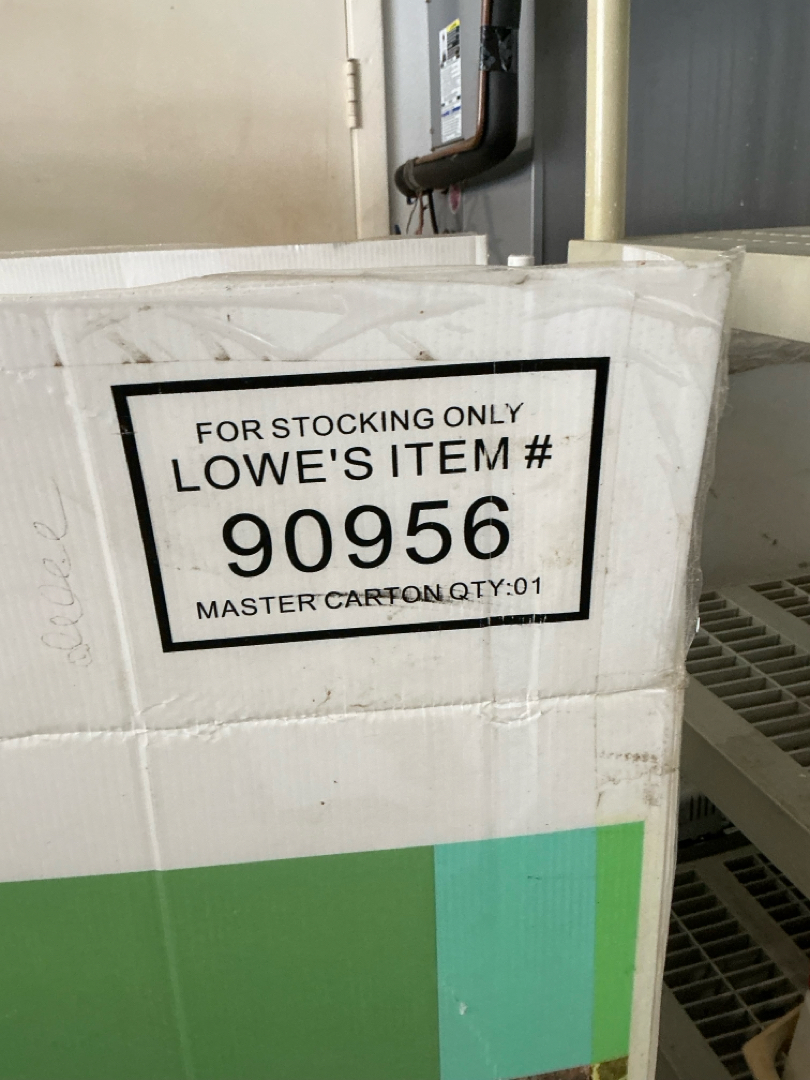 FOR STOCKING ONLY
LOWE'S ITEM #
90956
MASTER CARTON QTY:01